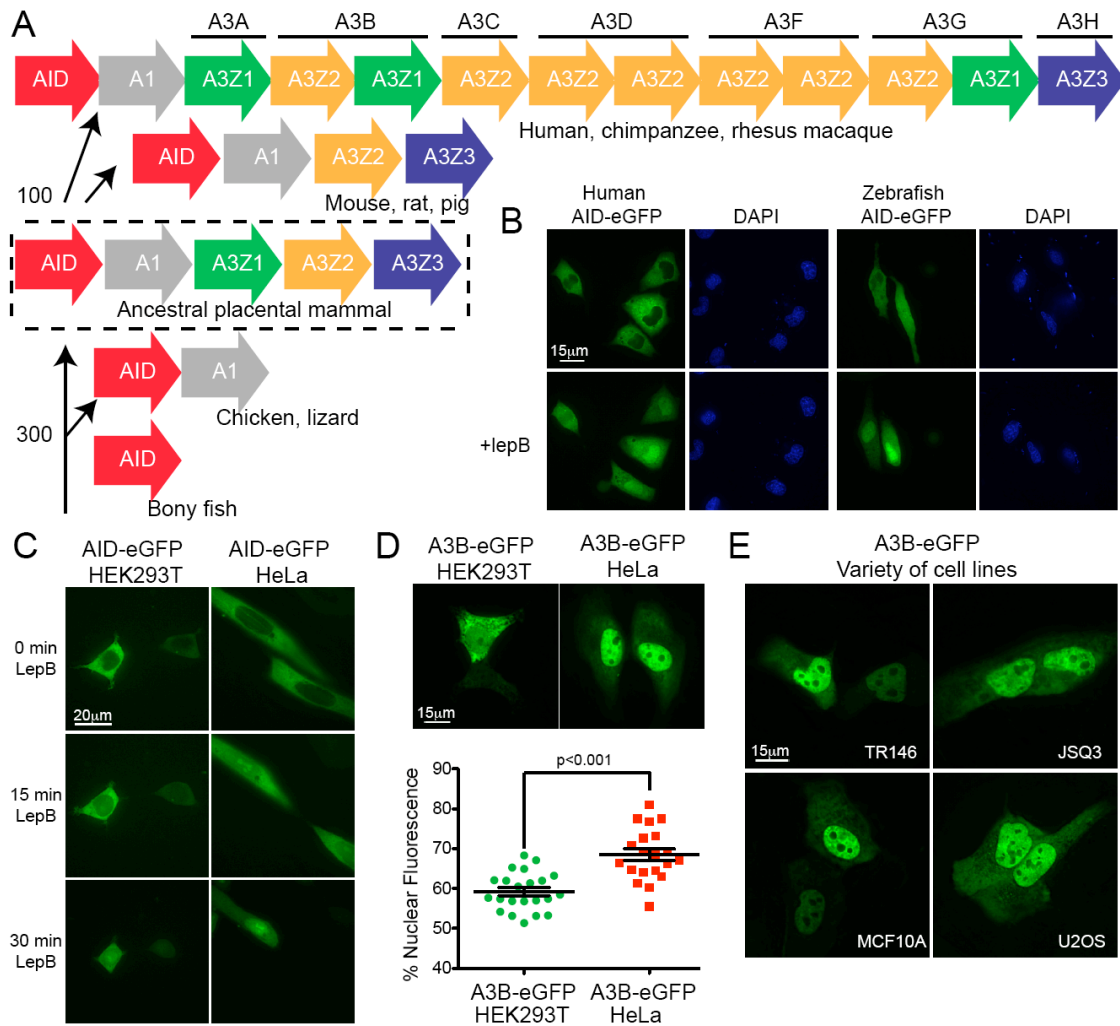 A
A3A A3B A3C A3D A3F A3G A3H
AID A1 A3Z1 A3Z2 A3Z1 A3Z2 A3Z2 A3Z2 A3Z2 A3Z2 A3Z2 A3Z1 A3Z3
Human, chimpanzee, rhesus macaque
100
AID A1 A3Z2 A3Z3
Mouse, rat, pig
AID A1 A3Z1 A3Z2 A3Z3
Ancestral placental mammal
300
AID A1
Chicken, lizard
AID
Bony fish
B
Human
AID-eGFP
DAPI
Zebrafish
AID-eGFP
DAPI
15μm
+lepB
C
AID-eGFP
HEK293T
AID-eGFP
HeLa
0 min
LepB
20μm
15 min
LepB
30 min
LepB
D
A3B-eGFP
HEK293T
A3B-eGFP
HeLa
15μm
p<0.001
% Nuclear Fluorescence
90
80
70
60
50
40
A3B-eGFP
HEK293T
A3B-eGFP
HeLa
E
A3B-eGFP
Variety of cell lines
15μm
TR146
JSQ3
MCF10A
U2OS